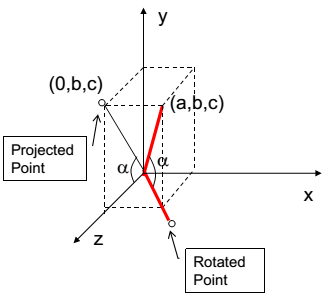 y
(0,b,c)
(a,b,c)
Projected
Point
α
α
x
z
Rotated
Point